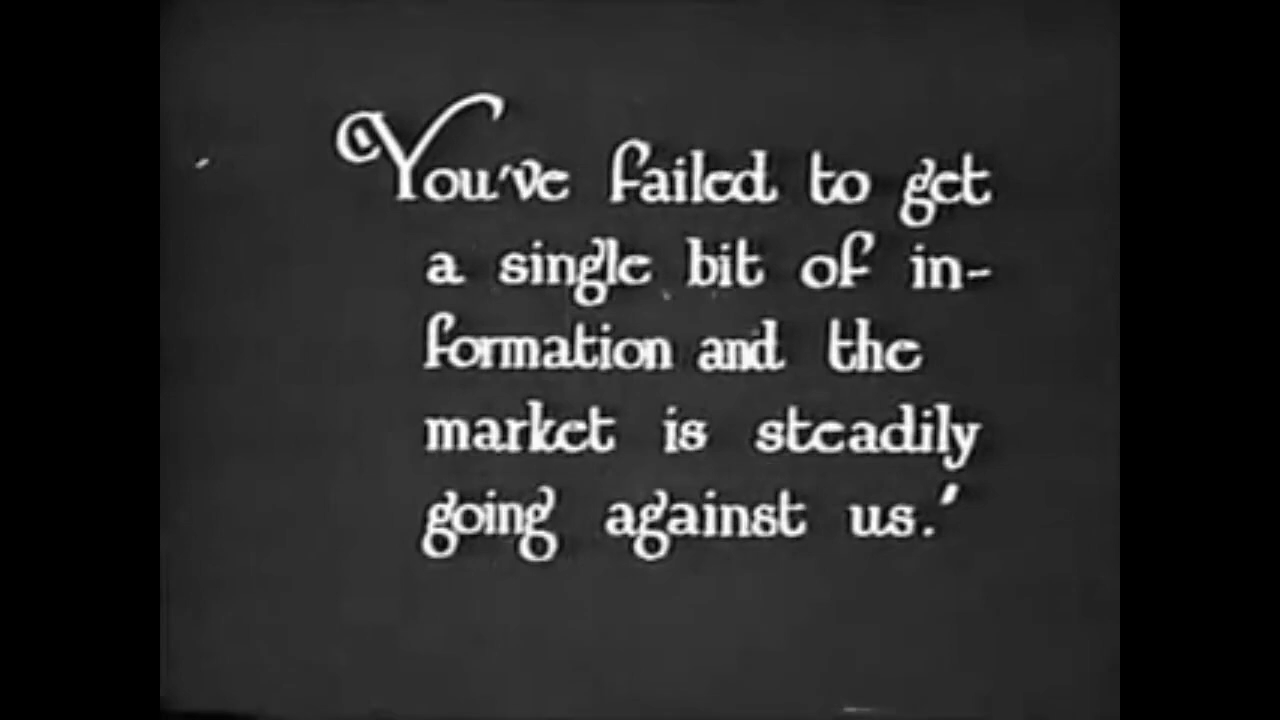 You've failed to get
a single bit of in-
formation and the
market is steadily
going against us.'